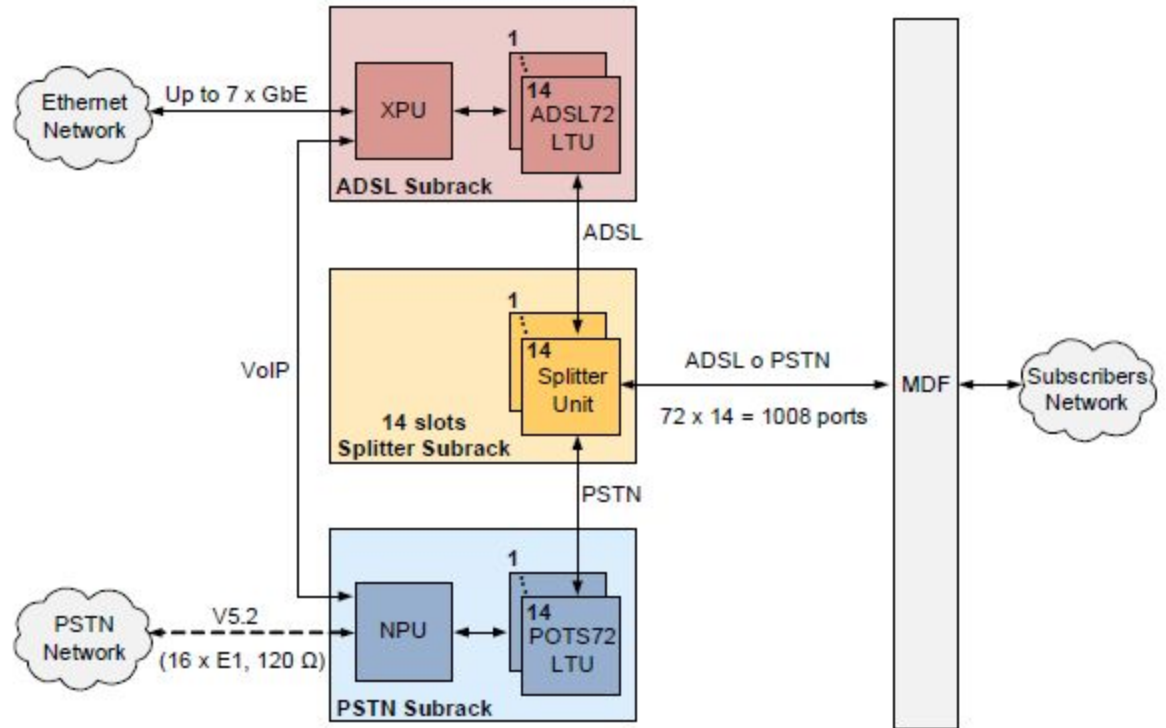 Ethernet
Network
Up to 7 x GbE
XPU
1
14
ADSL72
LTU
ADSL Subrack
ADSL
VoIP
1
14
Splitter
Unit
14 slots
Splitter Subrack
ADSL o PSTN
72 x 14 = 1008 ports
MDF
Subscribers
Network
PSTN
PSTN
Network
V5.2
(16 x E1, 120 Ω)
NPU
1
14
POTS72
LTU
PSTN Subrack